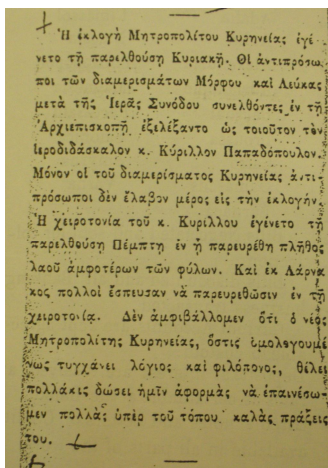 Ἡ ἐκλογὴ Μητροπολίτου Κυρηνείας ἐγέ
νετο τῇ παρελθούσῃ Κυριακῇ. Οἱ ἀντιπρόσω
ποι τῶν διαμερισμάτων Μόρφου καὶ Λεύκας
μετὰ τῆς Ἱερᾶς Συνόδου συνελθόντες ἐν τῇ
Ἀρχιεπισκοπῇ ἐξελέξαντο ὡς τοιοῦτον τὸν
ἱεροδιδάσκαλον κ. Κύριλλον Παπαδόπουλον.
Μόνον οἱ τοῦ διαμερίσματος Κυρηνείας ἀντι-
πρόσωποι δὲν ἔλαβον μέρος εἰς τὴν ἐκλογήν.
Ἡ χειροτονία τοῦ κ. Κυρίλλου ἐγένετο τῇ
παρελθούσῃ Πέμπτῃ ἐν ᾗ παρευρέθη πλῆθος
λαοῦ ἀμφοτέρων τῶν φύλων. Καὶ ἐκ Λάρνα
κος πολλοὶ ἔσπευσαν νὰ παρευρεθῶσιν ἐν τῇ
χειροτονίᾳ. Δὲν ἀμφιβάλλομεν ὅτι ὁ νέος
Μητροπολίτης Κυρηνείας, ὅστις ὁμολογουμέ
νως τυγχάνει λόγιος καὶ φιλόπονος, θέλει
πολλάκις δώσει ἡμῖν ἀφορμὰς νὰ ἐπαινέσω-
μεν πολλὰς ὑπὲρ τοῦ τόπου καλὰς πράξεις
του.